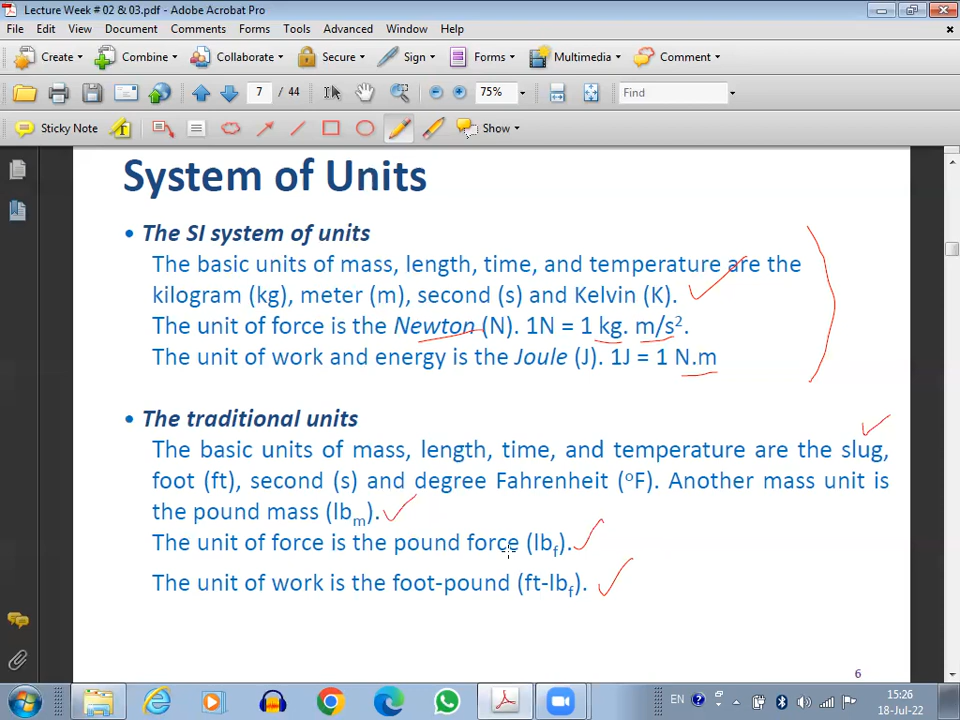 Lecture Week # 02 & 03.pdf - Adobe Acrobat Pro
File Edit View Document Comments Forms Tools Advanced Window Help
Create Combine Collaborate Secure Sign Forms Multimedia Comment
7 / 44 75% Find
Sticky Note Show
System of Units
• The SI system of units
The basic units of mass, length, time, and temperature are the
kilogram (kg), meter (m), second (s) and Kelvin (K).
The unit of force is the Newton (N). 1N = 1 kg. m/s².
The unit of work and energy is the Joule (J). 1J = 1 N.m
• The traditional units
The basic units of mass, length, time, and temperature are the slug,
foot (ft), second (s) and degree Fahrenheit (ºF). Another mass unit is
the pound mass (lbm).
The unit of force is the pound force (lbf).
The unit of work is the foot-pound (ft-lbf).
6
EN 15:26
18-Jul-22